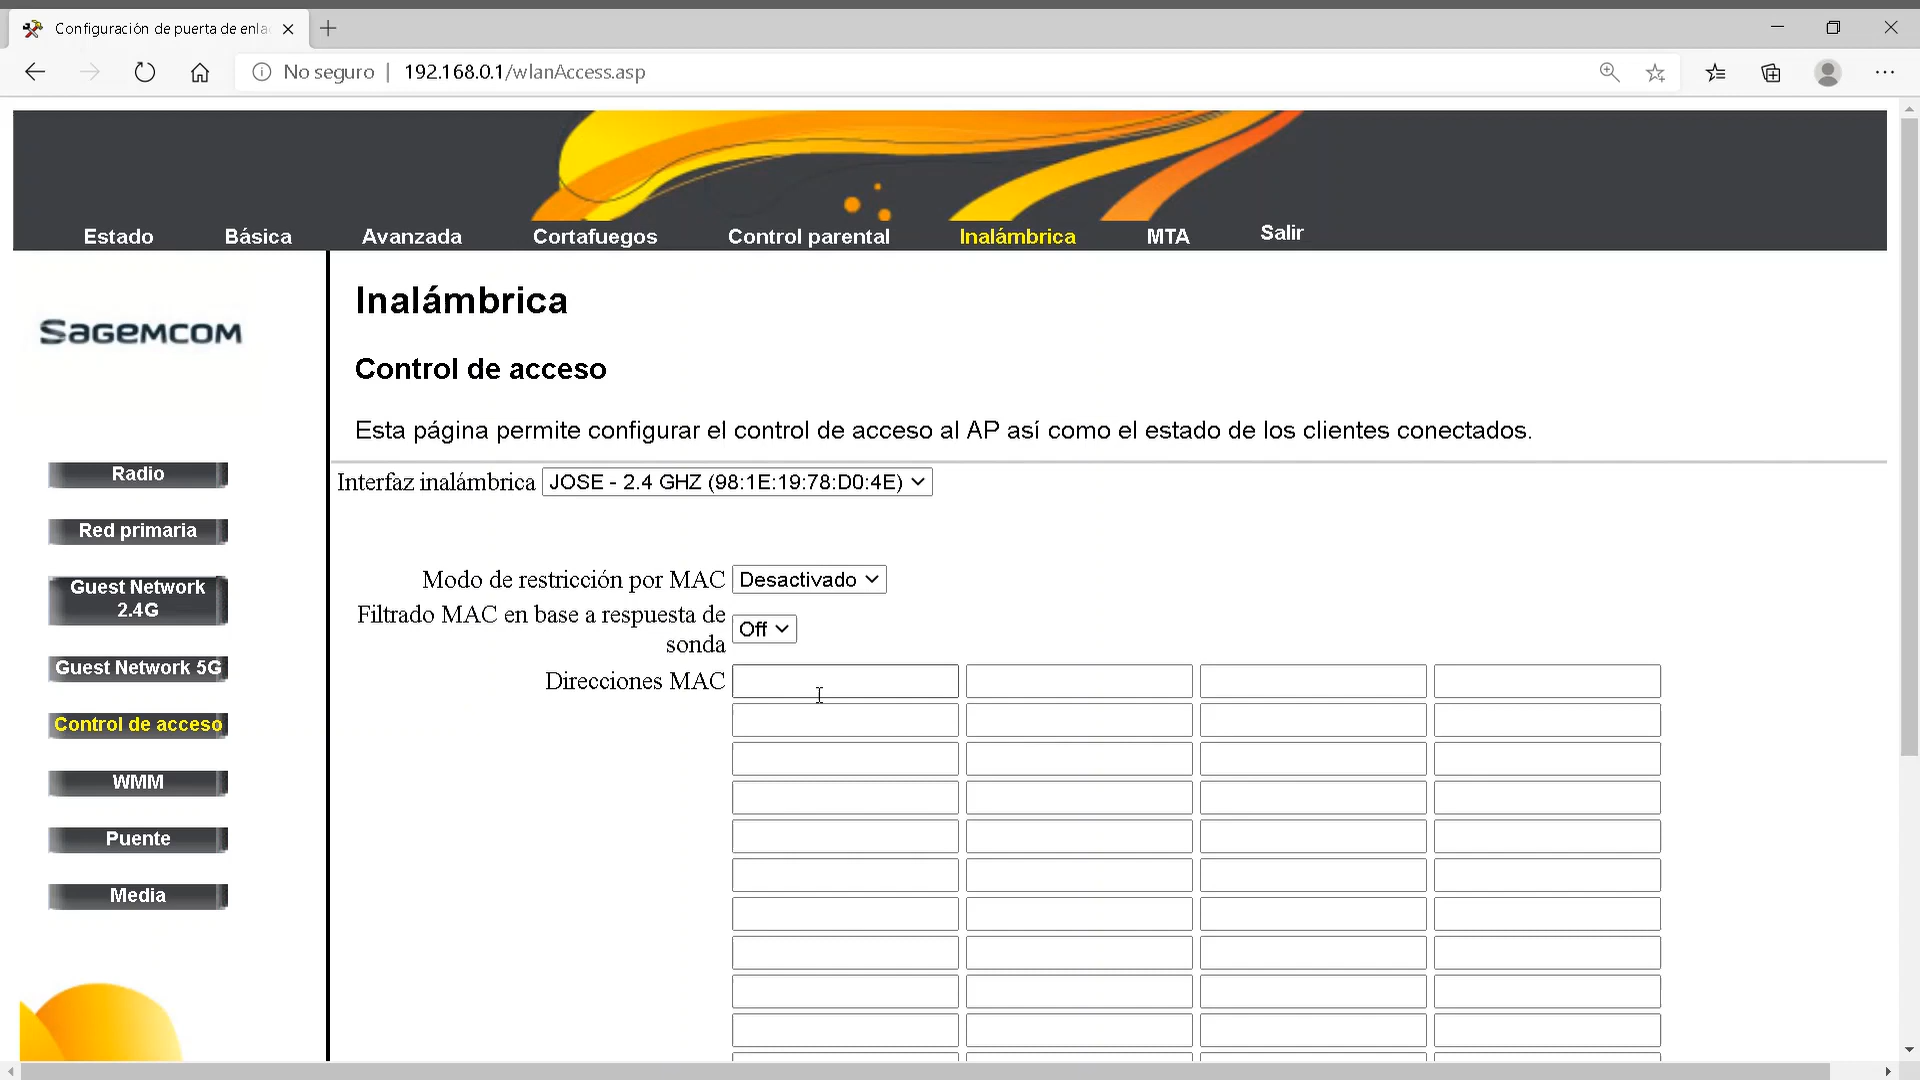 Configuración de puerta de enla
No seguro | 192.168.0.1/wlanAccess.asp
Estado Básica Avanzada Cortafuegos Control parental Inalámbrica MTA Salir
SAGEMCOM
Radio
Red primaria
Guest Network
2.4G
Guest Network 5G
Control de acceso
WMM
Puente
Media
Inalámbrica
Control de acceso
Esta página permite configurar el control de acceso al AP así como el estado de los clientes conectados.
Interfaz inalámbrica JOSE - 2.4 GHZ (98:1E:19:78:D0:4E)
Modo de restricción por MAC Desactivado
Filtrado MAC en base a respuesta de
sonda Off
Direcciones MAC